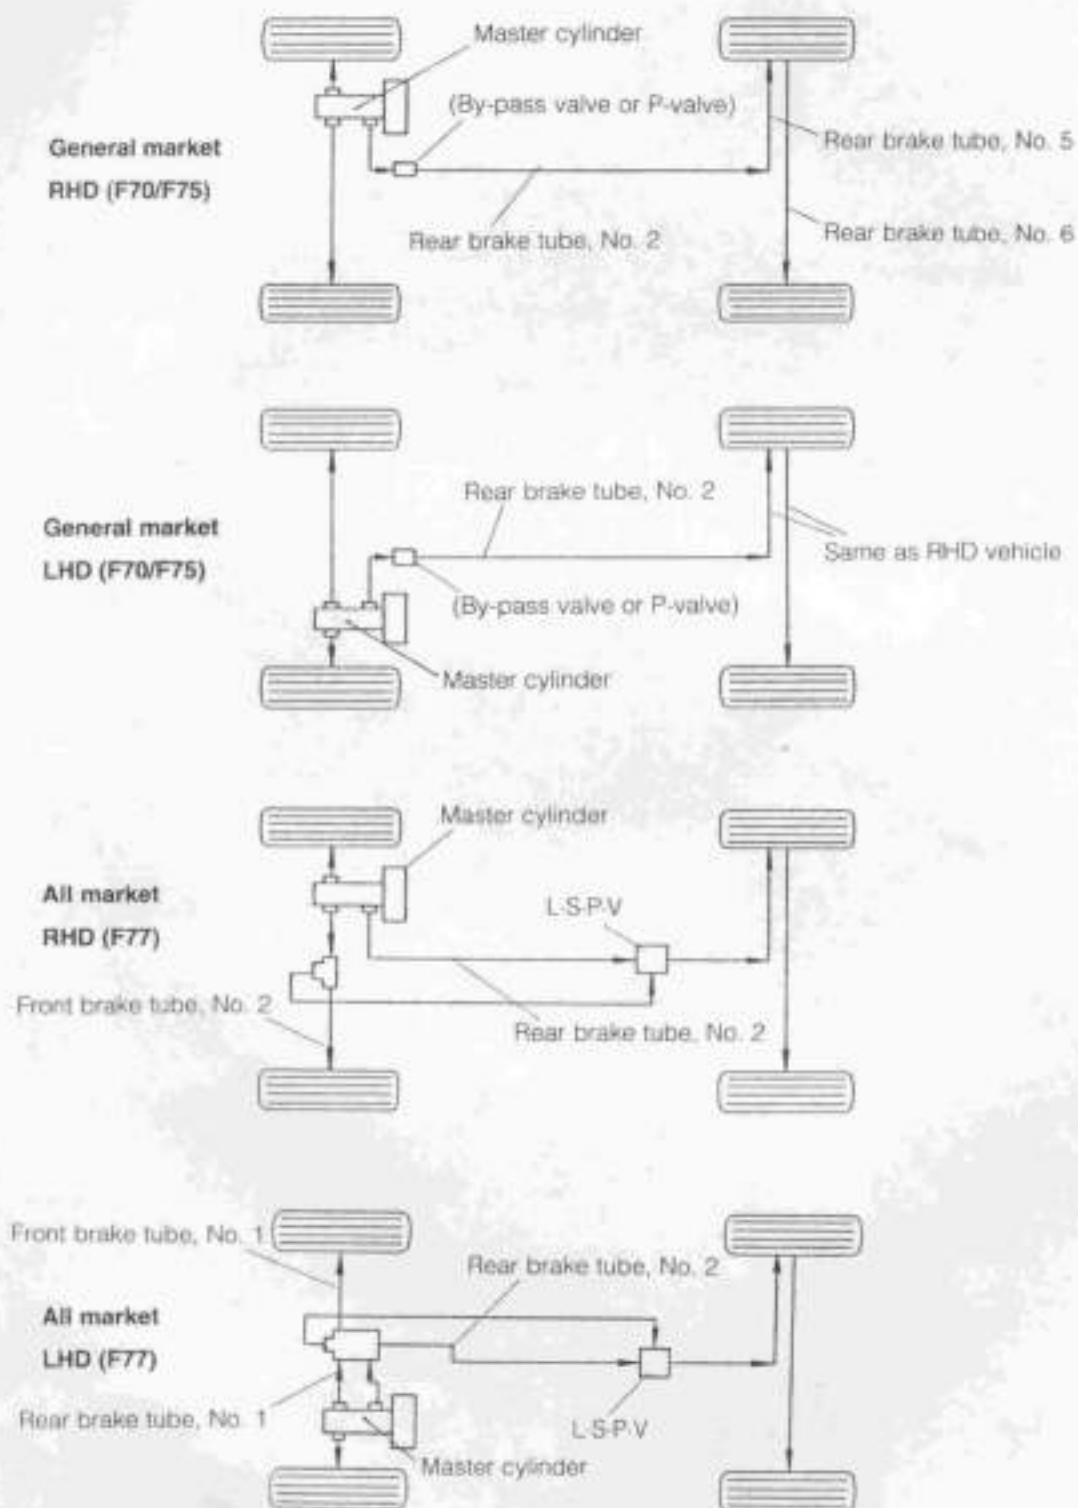 Master cylinder
(By-pass valve or P-valve)
General market
RHD (F70/F75)
Rear brake tube, No. 5
Rear brake tube, No. 2
Rear brake tube, No. 6
Rear brake tube, No. 2
General market
LHD (F70/F75)
Same as RHD vehicle
(By-pass valve or P-valve)
Master cylinder
Master cylinder
All market
RHD (F77)
L·S·P·V
Front brake tube, No. 2
Rear brake tube, No. 2
Front brake tube, No. 1
Rear brake tube, No. 2
All market
LHD (F77)
Rear brake tube, No. 1
L·S·P·V
Master cylinder